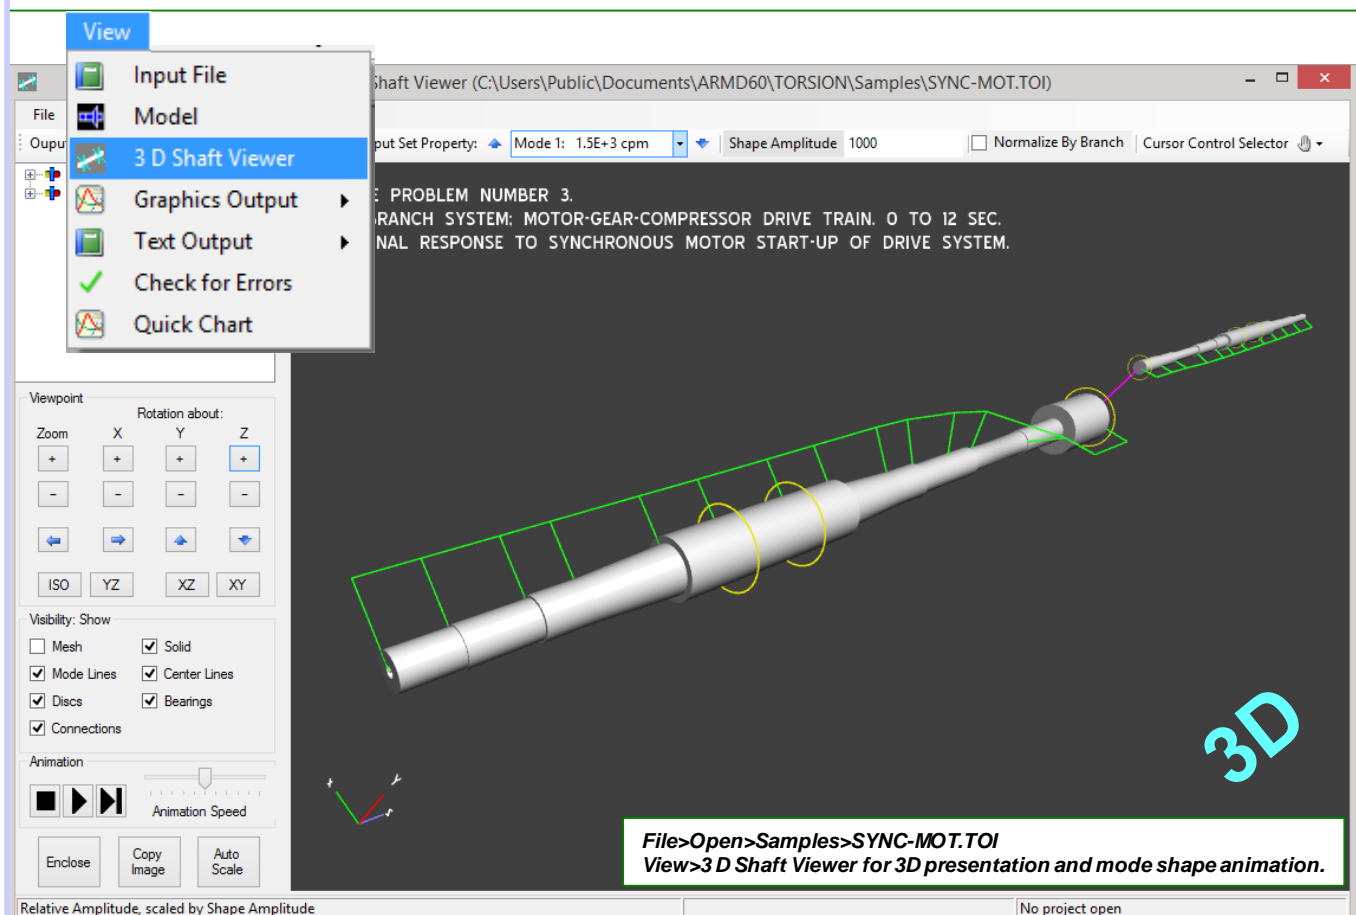 View
Input File
Model
3 D Shaft Viewer
Graphics Output
Text Output
Check for Errors
Quick Chart
haft Viewer (C:\Users\Public\Documents\ARMD60\TORSION\Samples\SYNC-MOT.TOI)
File
Oupu
put Set Property: Mode 1: 1.5E+3 cpm Shape Amplitude 1000 Normalize By Branch Cursor Control Selector
E PROBLEM NUMBER 3.
RANCH SYSTEM: MOTOR-GEAR-COMPRESSOR DRIVE TRAIN. 0 TO 12 SEC.
NAL RESPONSE TO SYNCHRONOUS MOTOR START-UP OF DRIVE SYSTEM.
Viewpoint
Rotation about:
Zoom X Y Z
+ + + +
- - - -
ISO YZ XZ XY
Visibility: Show
Mesh Solid
Mode Lines Center Lines
Discs Bearings
Connections
Animation
Animation Speed
Enclose Copy Image Auto Scale
x y z
3D
File>Open>Samples>SYNC-MOT.TOI
View>3 D Shaft Viewer for 3D presentation and mode shape animation.
Relative Amplitude, scaled by Shape Amplitude No project open